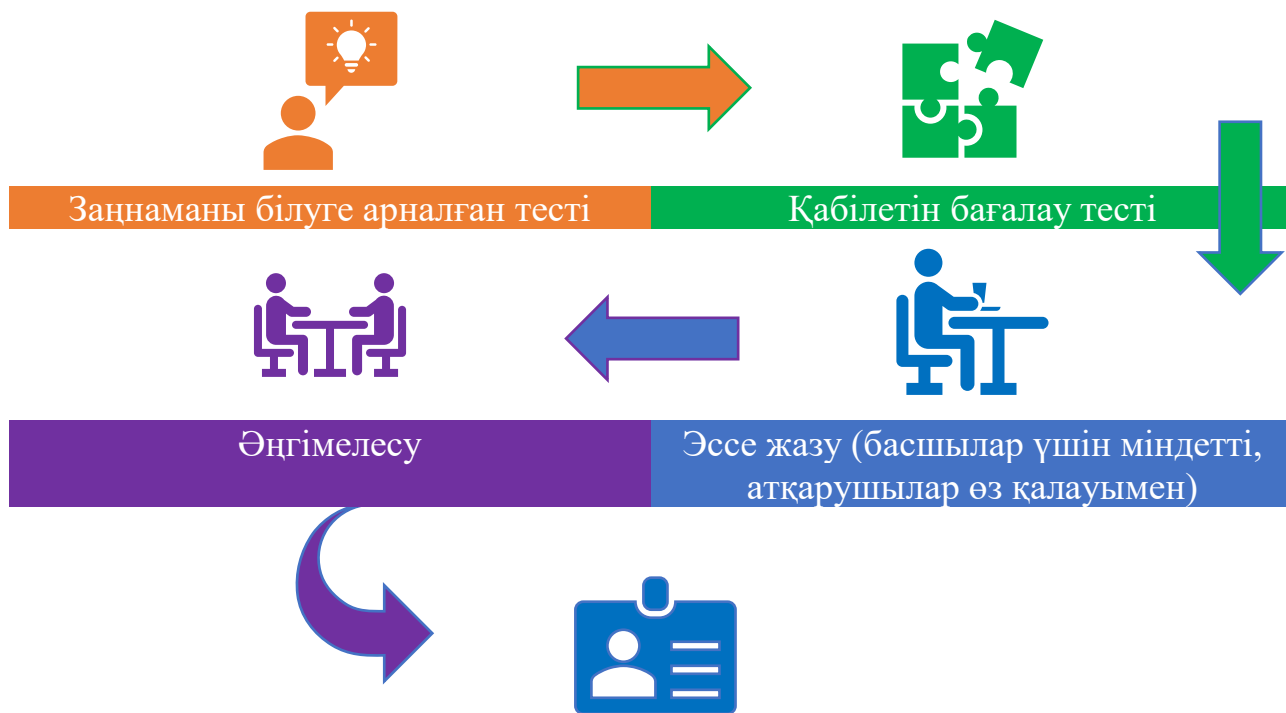 Заңнаманы білуге арналған тесті
Қабілетін бағалау тесті
Әңгімелесу
Эссе жазу (басшылар үшін міндетті,
атқарушылар өз қалауымен)